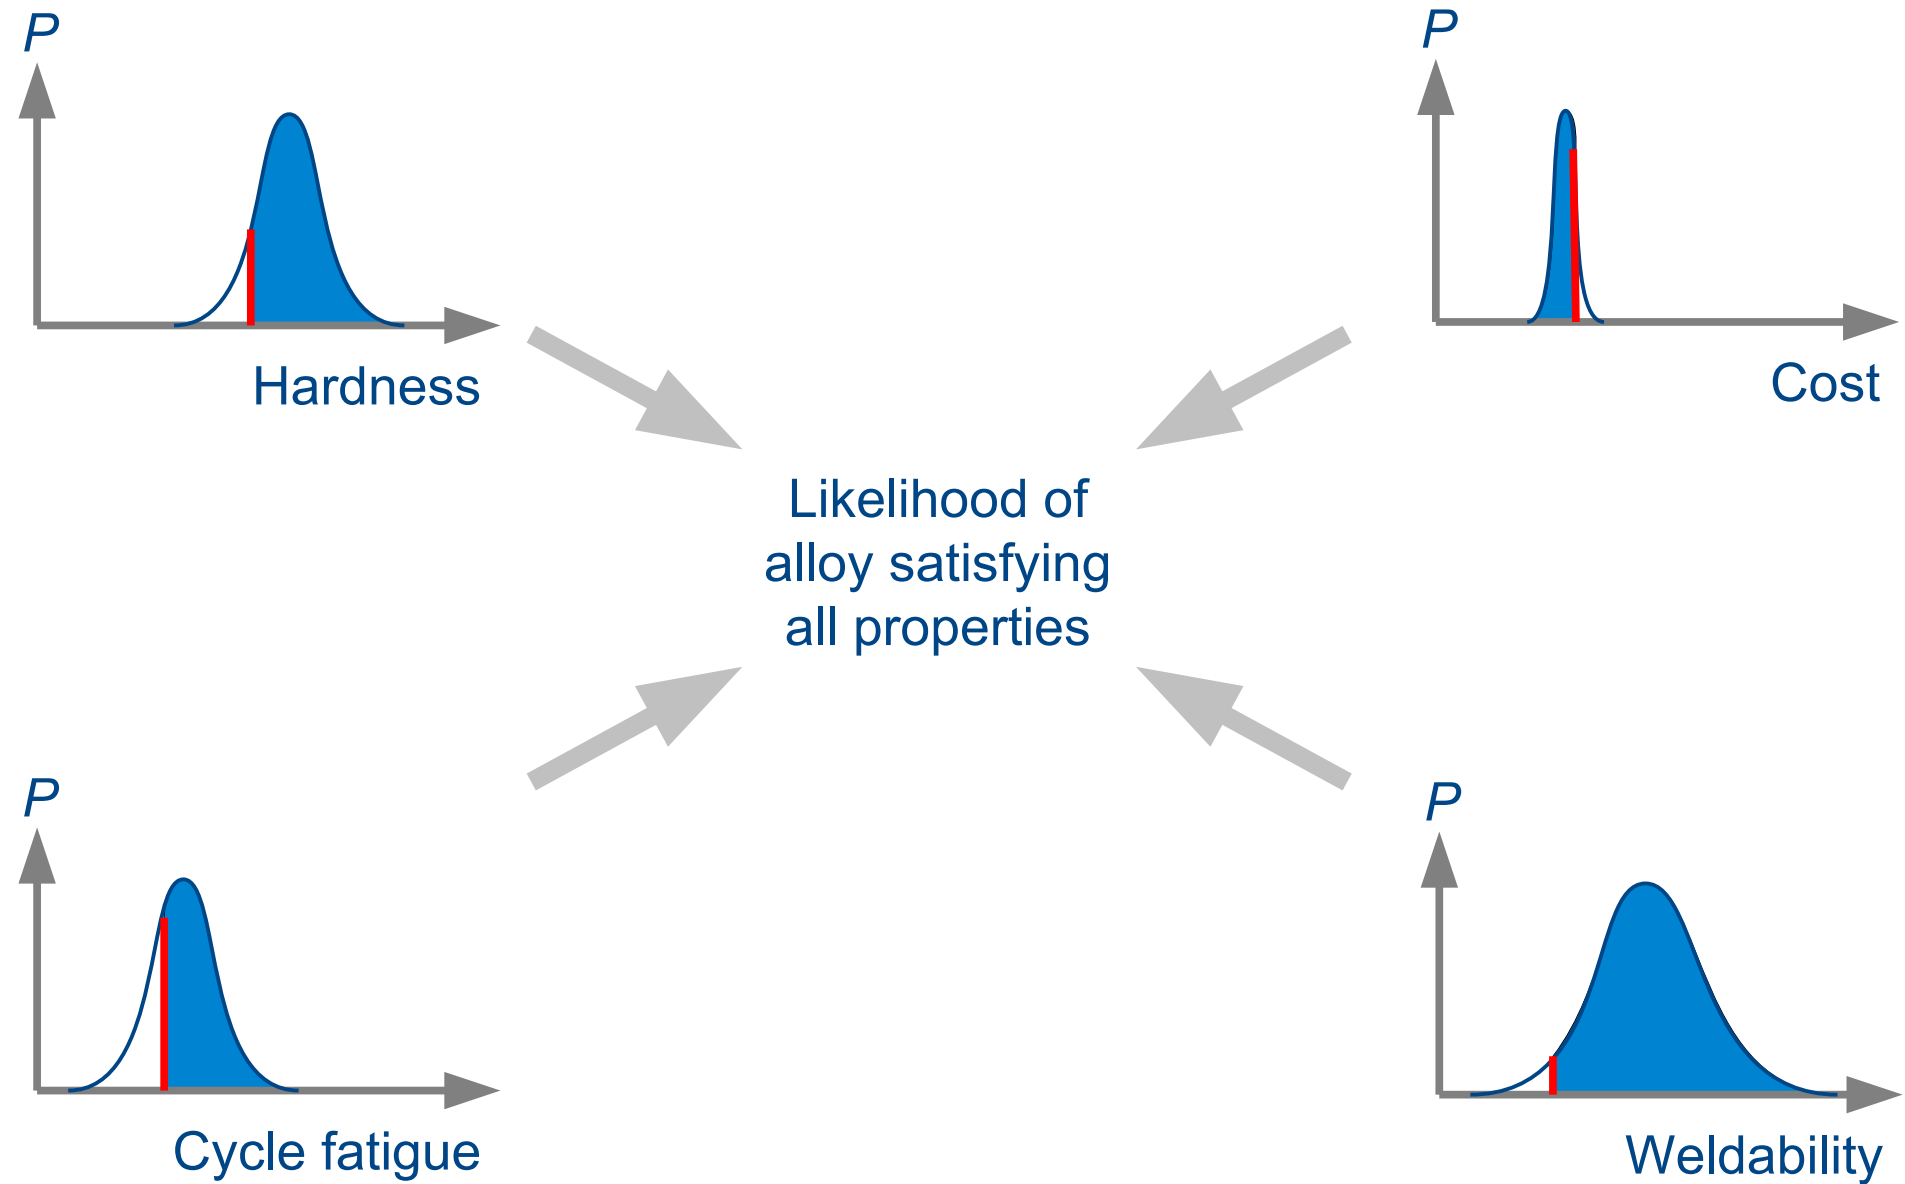 P
P
Hardness
Cost
Likelihood of
alloy satisfying
all properties
P
P
Cycle fatigue
Weldability